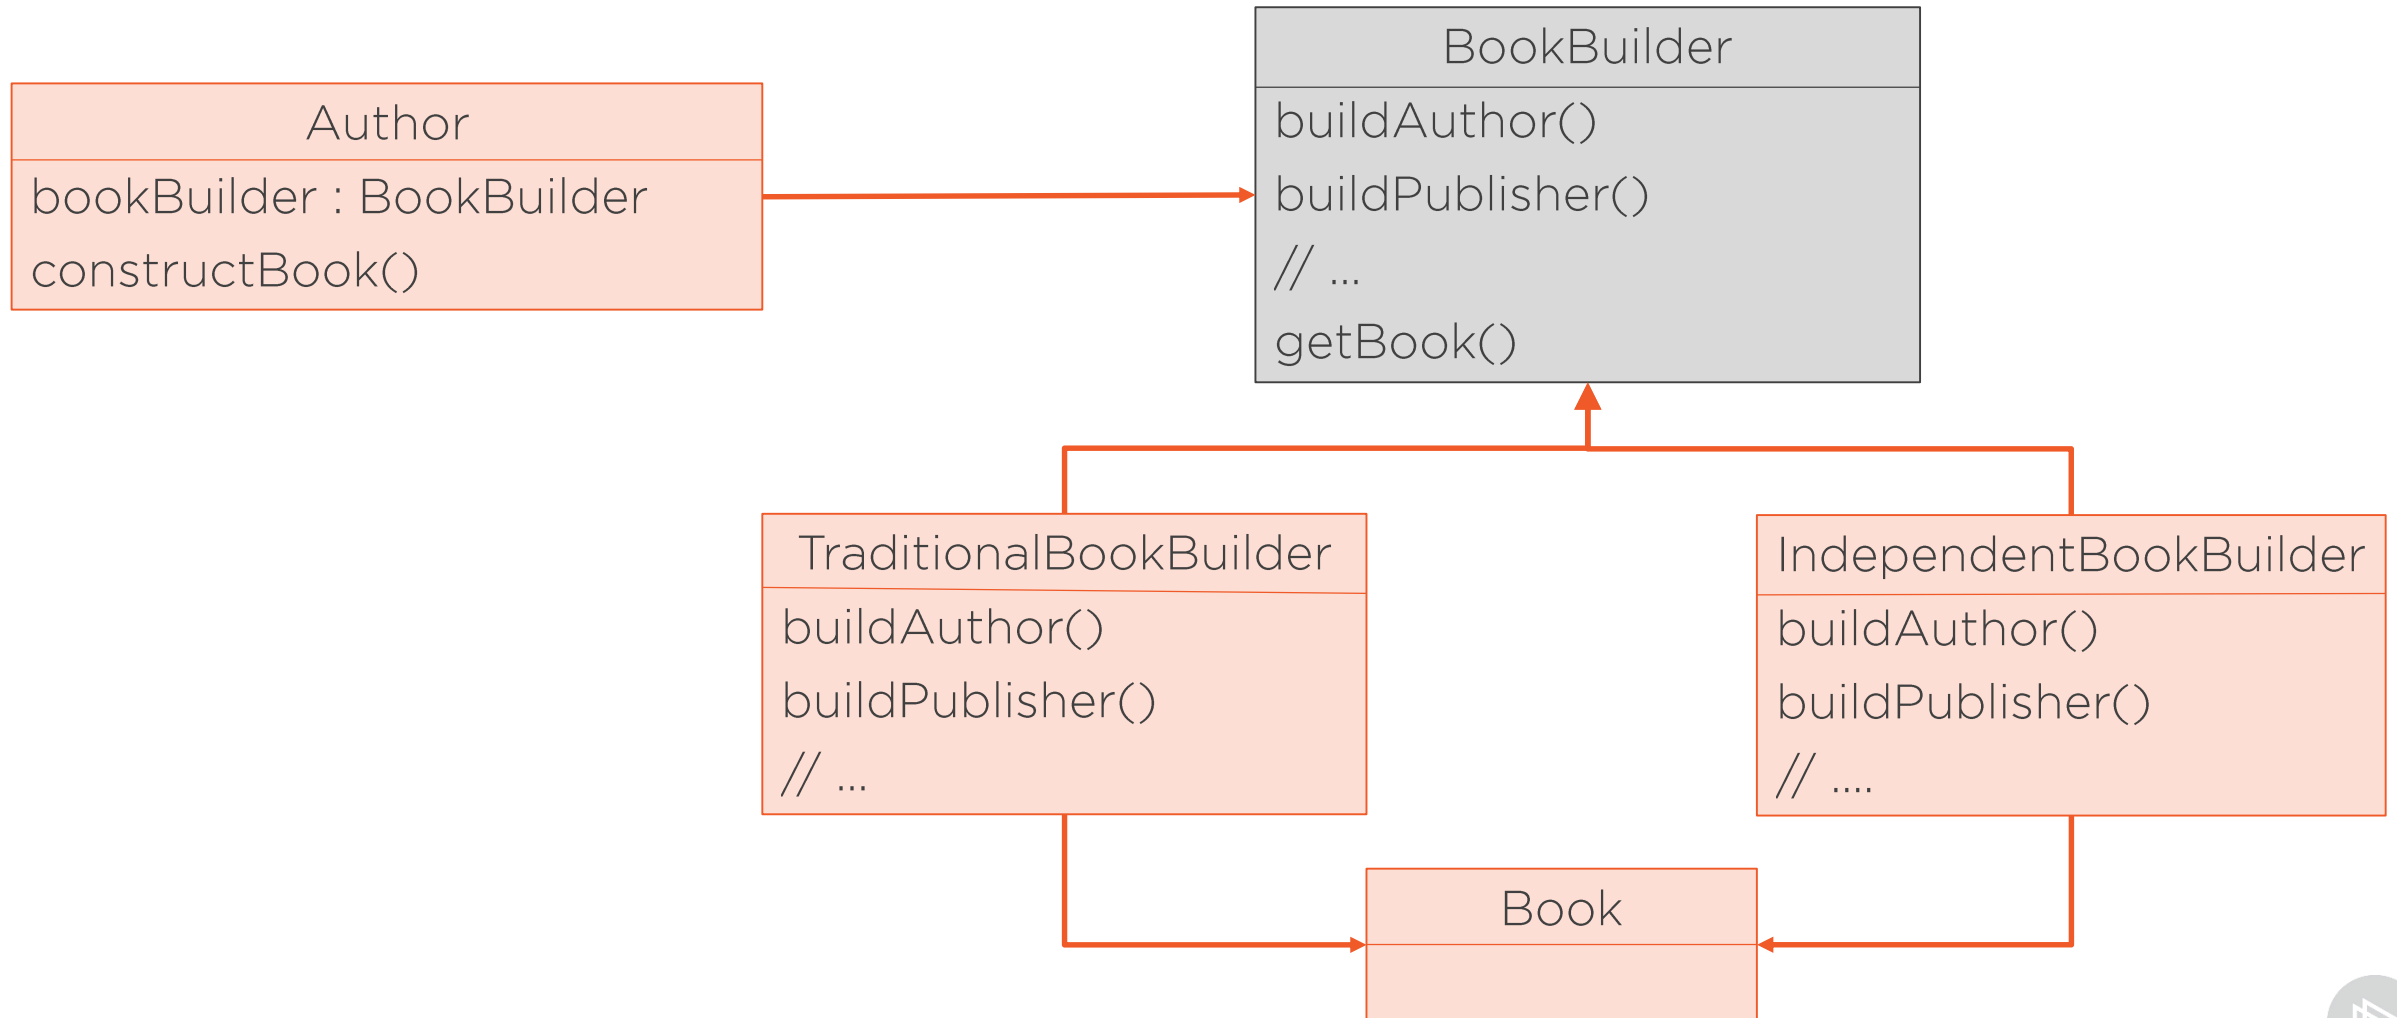 BookBuilder
buildAuthor()
buildPublisher()
// ...
getBook()
Author
bookBuilder : BookBuilder
constructBook()
TraditionalBookBuilder
buildAuthor()
buildPublisher()
// ...
IndependentBookBuilder
buildAuthor()
buildPublisher()
// ....
Book